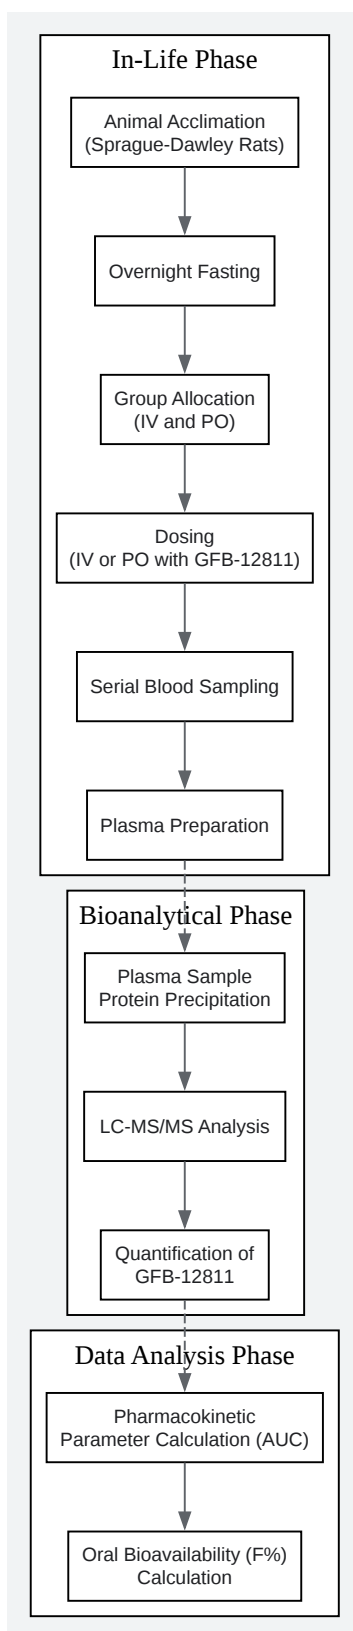 In-Life Phase
Animal Acclimation
(Sprague-Dawley Rats)
Overnight Fasting
Group Allocation
(IV and PO)
Dosing
(IV or PO with GFB-12811)
Serial Blood Sampling
Plasma Preparation
Bioanalytical Phase
Plasma Sample
Protein Precipitation
LC-MS/MS Analysis
Quantification of
GFB-12811
Data Analysis Phase
Pharmacokinetic
Parameter Calculation (AUC)
Oral Bioavailability (F%)
Calculation